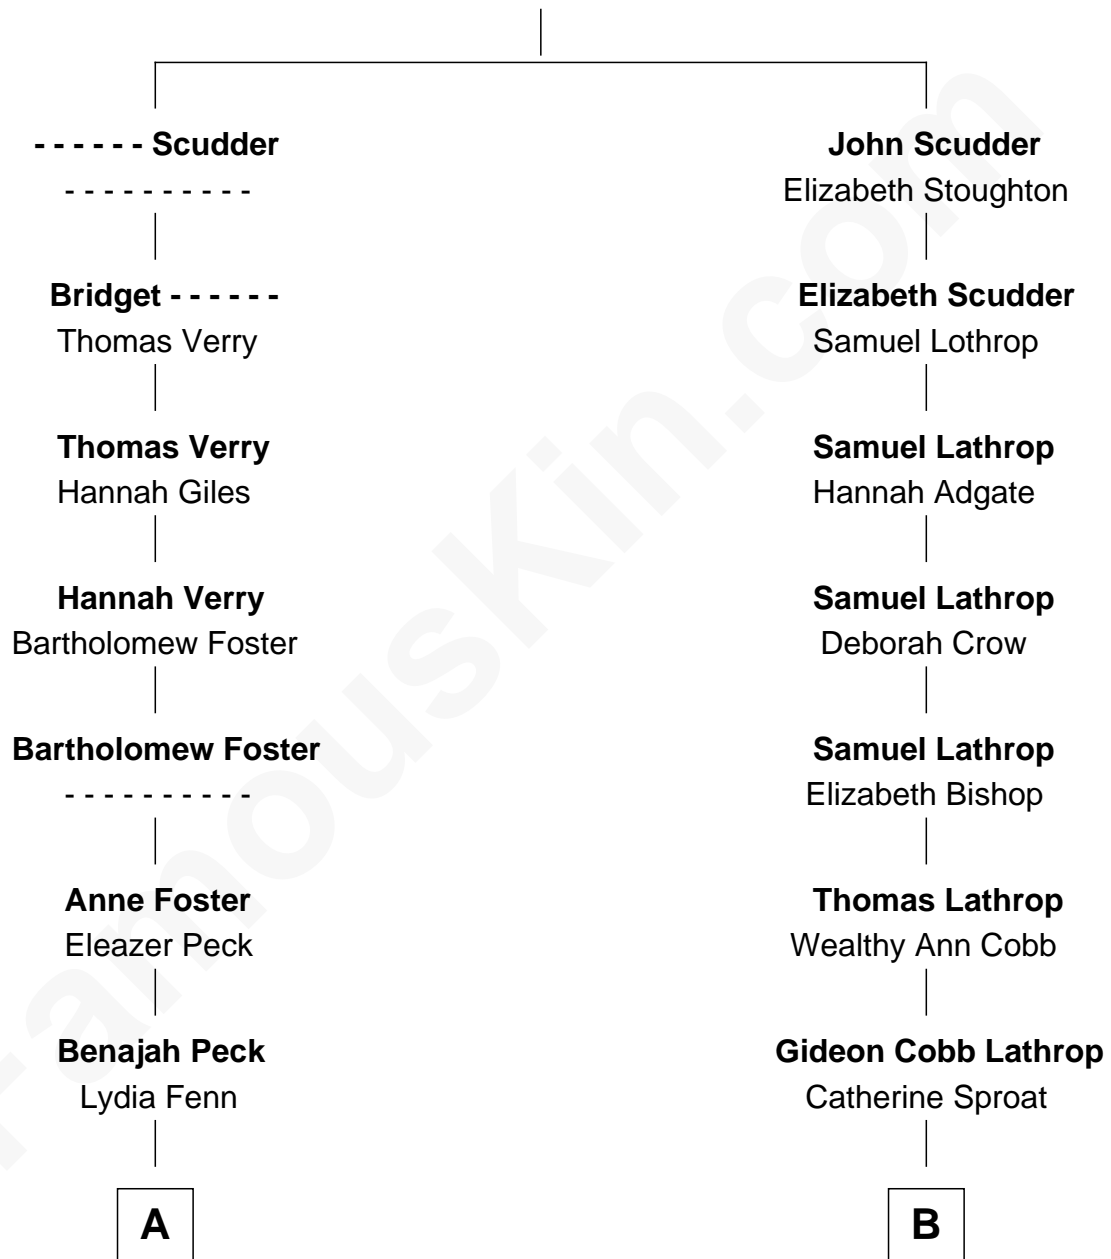 - - - - - - Scudder
- - - - - - - - - -
Bridget - - - - - -
Thomas Verry
Thomas Verry
Hannah Giles
Hannah Verry
Bartholomew Foster
Bartholomew Foster
- - - - - - - - - -
Anne Foster
Eleazer Peck
Benajah Peck
Lydia Fenn
A
John Scudder
Elizabeth Stoughton
Elizabeth Scudder
Samuel Lothrop
Samuel Lathrop
Hannah Adgate
Samuel Lathrop
Deborah Crow
Samuel Lathrop
Elizabeth Bishop
Thomas Lathrop
Wealthy Ann Cobb
Gideon Cobb Lathrop
Catherine Sproat
B
FamousKin.com